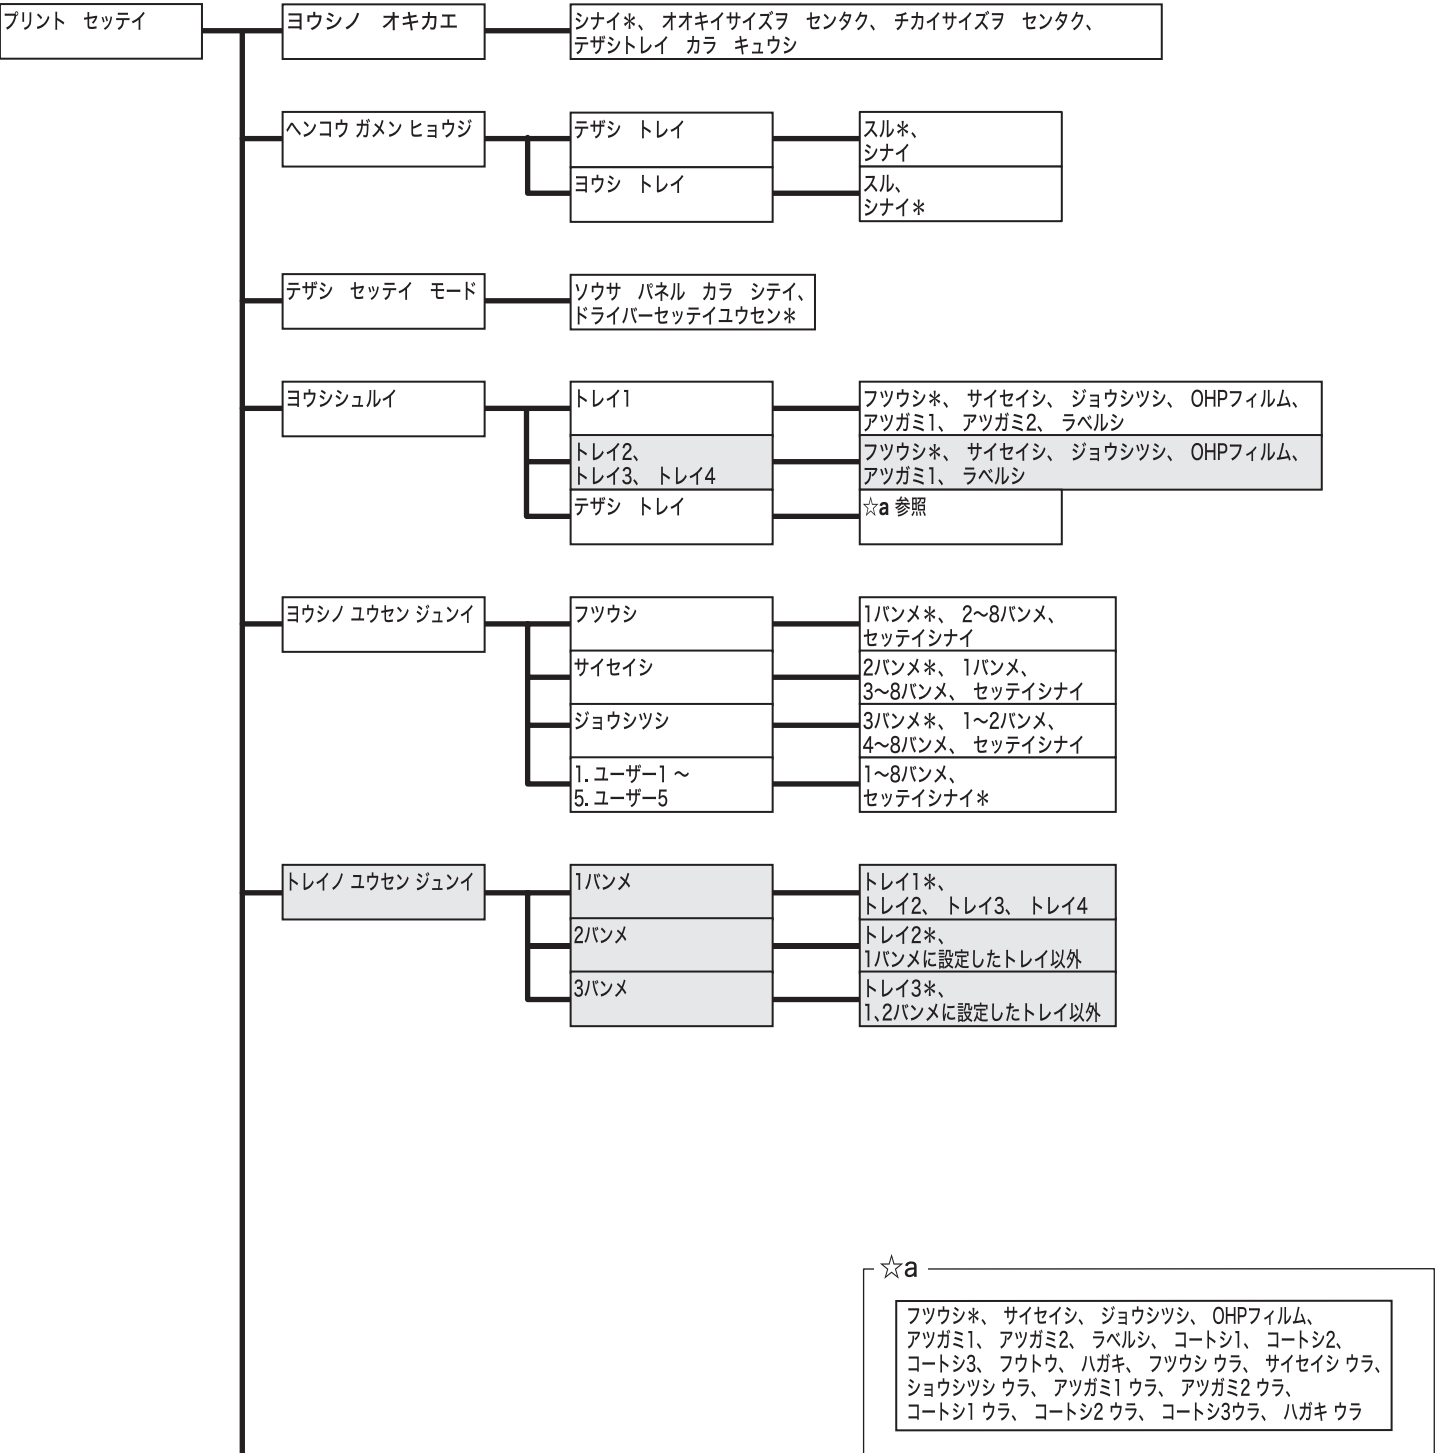 プリント　セッテイ
ヨウシノ　オキカエ
シナイ＊、 オオキイサイズヲ　センタク、 チカイサイズヲ　センタク、
テザシトレイ　カラ　キュウシ
ヘンコウ ガメン ヒョウジ
テザシ　トレイ
スル＊、
シナイ
ヨウシ　トレイ
スル、
シナイ＊
テザシ　セッテイ　モード
ソウサ　パネル　カラ　シテイ、
ドライバーセッテイユウセン＊
ヨウシシュルイ
トレイ1
フツウシ＊、 サイセイシ、 ジョウシツシ、 OHPフィルム、
アツガミ1、 アツガミ2、 ラベルシ
トレイ2、
トレイ3、 トレイ4
フツウシ＊、 サイセイシ、 ジョウシツシ、 OHPフィルム、
アツガミ1、 ラベルシ
テザシ　トレイ
☆a 参照
ヨウシノ ユウセン ジュンイ
フツウシ
1バンメ＊、 2～8バンメ、
セッテイシナイ
サイセイシ
2バンメ＊、 1バンメ、
3～8バンメ、 セッテイシナイ
ジョウシツシ
3バンメ＊、 1～2バンメ、
4～8バンメ、 セッテイシナイ
1. ユーザー1 ～
5. ユーザー5
1～8バンメ、
セッテイシナイ＊
トレイノ ユウセン ジュンイ
1バンメ
トレイ1＊、
トレイ2、 トレイ3、 トレイ4
2バンメ
トレイ2＊、
1バンメに設定したトレイ以外
3バンメ
トレイ3＊、
1、2バンメに設定したトレイ以外
☆a
フツウシ＊、 サイセイシ、 ジョウシツシ、 OHPフィルム、
アツガミ1、 アツガミ2、 ラベルシ、 コートシ1、 コートシ2、
コートシ3、 フウトウ、 ハガキ、 フツウシ ウラ、 サイセイシ ウラ、
ショウシツシ ウラ、 アツガミ1 ウラ、 アツガミ2 ウラ、
コートシ1 ウラ、 コートシ2 ウラ、 コートシ3ウラ、 ハガキ ウラ